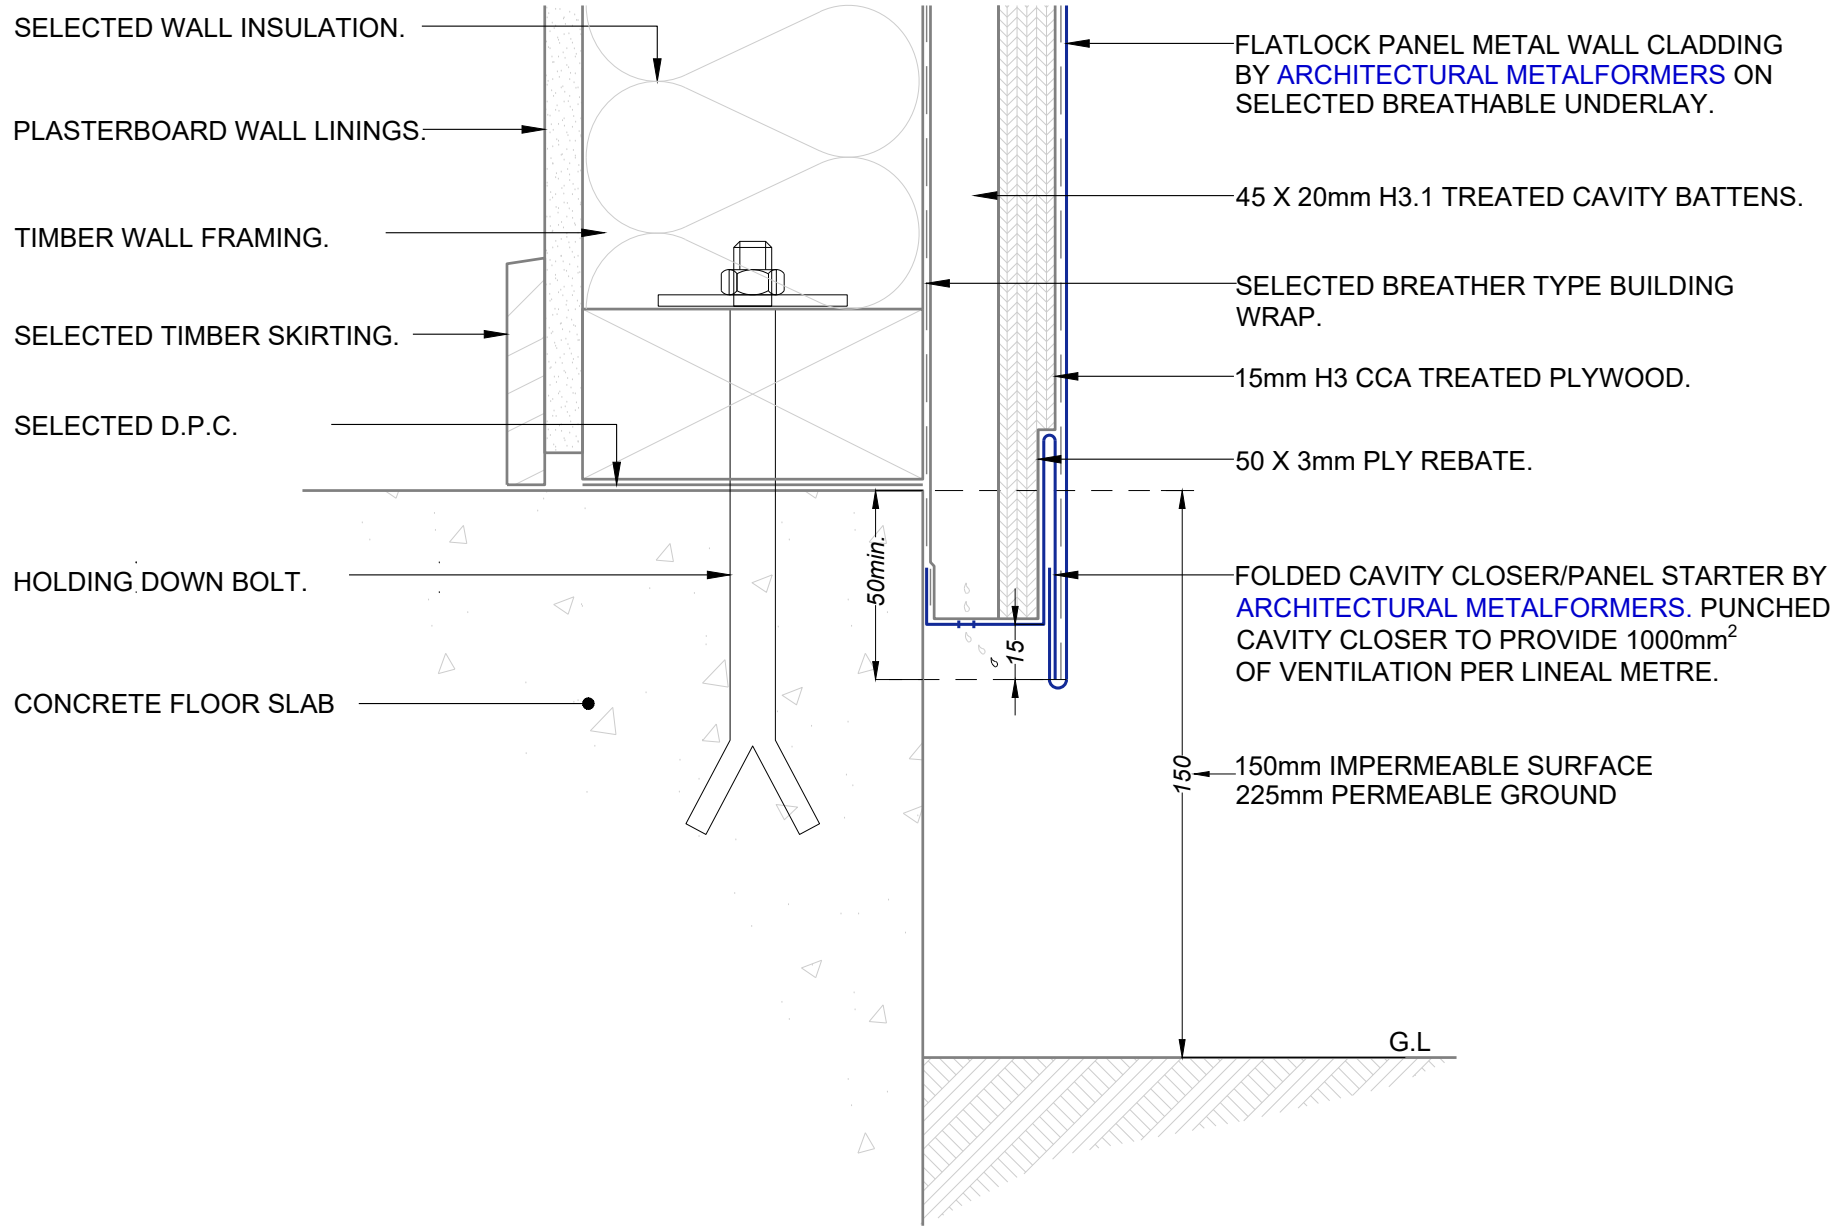 SELECTED WALL INSULATION.
PLASTERBOARD WALL LININGS.
TIMBER WALL FRAMING.
SELECTED TIMBER SKIRTING.
SELECTED D.P.C.
HOLDING DOWN BOLT.
CONCRETE FLOOR SLAB
50min.
15
150
FLATLOCK PANEL METAL WALL CLADDING
BY ARCHITECTURAL METALFORMERS ON
SELECTED BREATHABLE UNDERLAY.
45 X 20mm H3.1 TREATED CAVITY BATTENS.
SELECTED BREATHER TYPE BUILDING
WRAP.
15mm H3 CCA TREATED PLYWOOD.
50 X 3mm PLY REBATE.
FOLDED CAVITY CLOSER/PANEL STARTER BY
ARCHITECTURAL METALFORMERS. PUNCHED
CAVITY CLOSER TO PROVIDE 1000mm²
OF VENTILATION PER LINEAL METRE.
150mm IMPERMEABLE SURFACE
225mm PERMEABLE GROUND
G.L